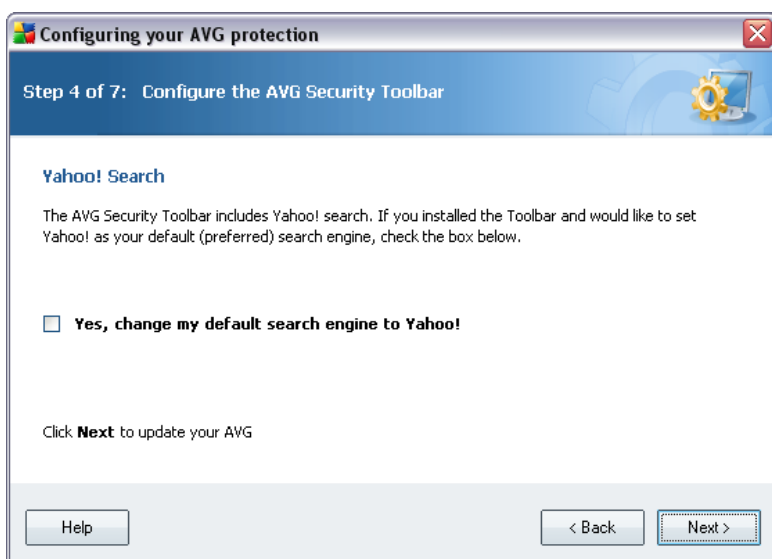 Configuring your AVG protection
Step 4 of 7: Configure the AVG Security Toolbar
Yahoo! Search
The AVG Security Toolbar includes Yahoo! search. If you installed the Toolbar and would like to set
Yahoo! as your default (preferred) search engine, check the box below.
Yes, change my default search engine to Yahoo!
Click Next to update your AVG
Help
< Back
Next >